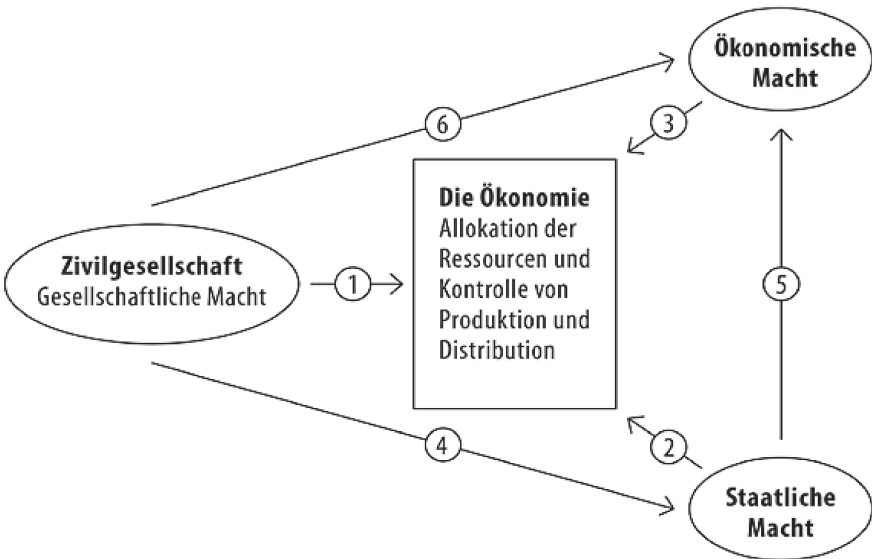 Ökonomische
Macht
6
3
Die Ökonomie
Allokation der
Ressourcen und
Kontrolle von
Produktion und
Distribution
Zivilgesellschaft
Gesellschaftliche Macht
1
5
4
2
Staatliche
Macht